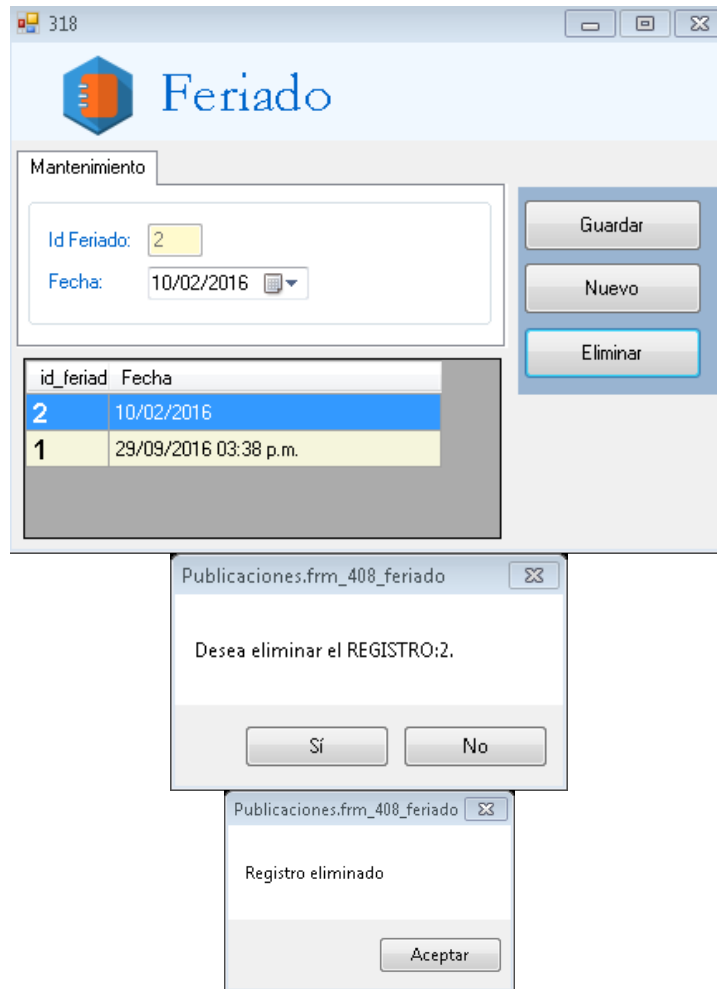 318
Feriado
Mantenimiento
Id Feriado: 2
Fecha: 10/02/2016
Guardar
Nuevo
Eliminar
id_feriad Fecha
2 10/02/2016
1 29/09/2016 03:38 p.m.
Publicaciones.frm_408_feriado
Desea eliminar el REGISTRO:2.
Sí No
Publicaciones.frm_408_feriado
Registro eliminado
Aceptar